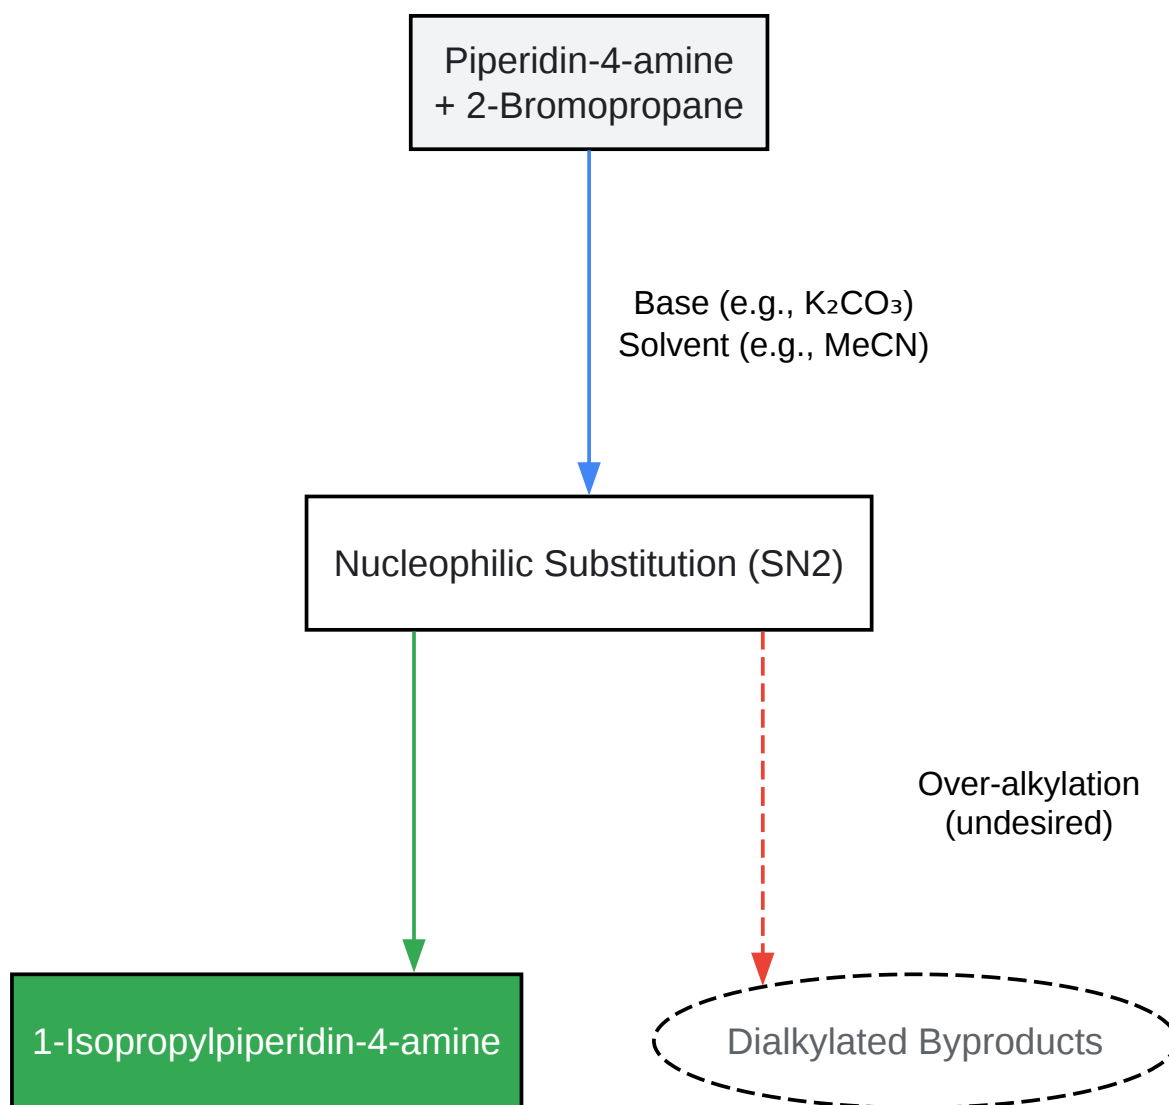 Piperidin-4-amine
+ 2-Bromopropane
Base (e.g., K₂CO₃)
Solvent (e.g., MeCN)
Nucleophilic Substitution (SN2)
Over-alkylation
(undesired)
1-Isopropylpiperidin-4-amine
Dialkylated Byproducts